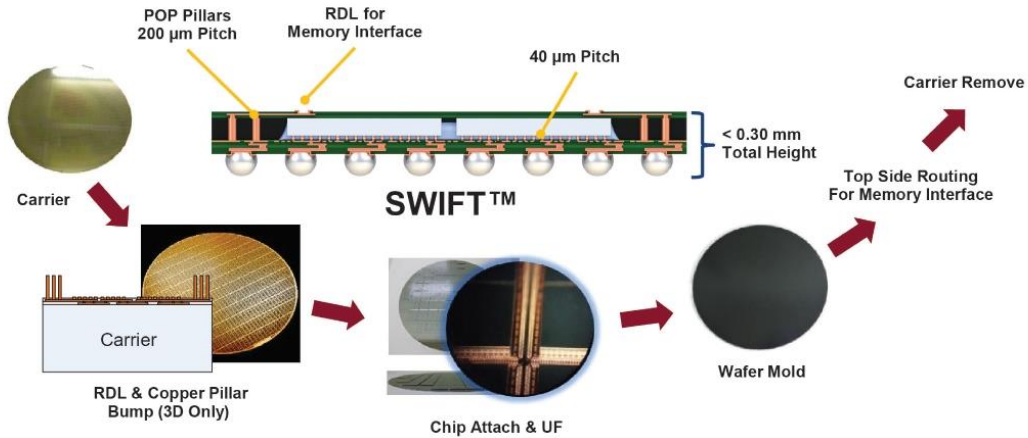 POP Pillars
200 µm Pitch
RDL for
Memory Interface
40 µm Pitch
Carrier Remove
< 0.30 mm
Total Height
Top Side Routing
For Memory Interface
Carrier
SWIFT™
Carrier
Wafer Mold
RDL & Copper Pillar
Bump (3D Only)
Chip Attach & UF